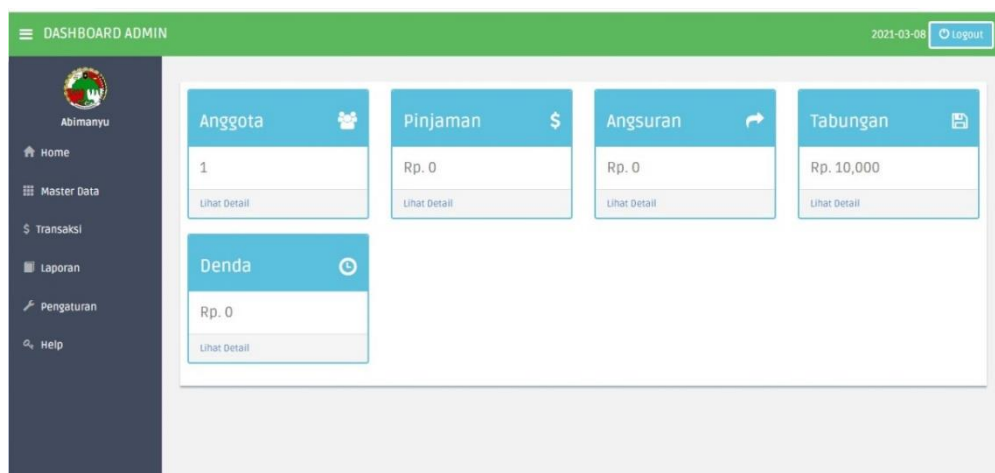 DASHBOARD ADMIN
2021-03-08 Logout
Abimanyu
Home
Master Data
$ Transaksi
Laporan
Pengaturan
Help
Anggota
1
Lihat Detail
Pinjaman $
Rp. 0
Lihat Detail
Angsuran
Rp. 0
Lihat Detail
Tabungan
Rp. 10,000
Lihat Detail
Denda
Rp. 0
Lihat Detail